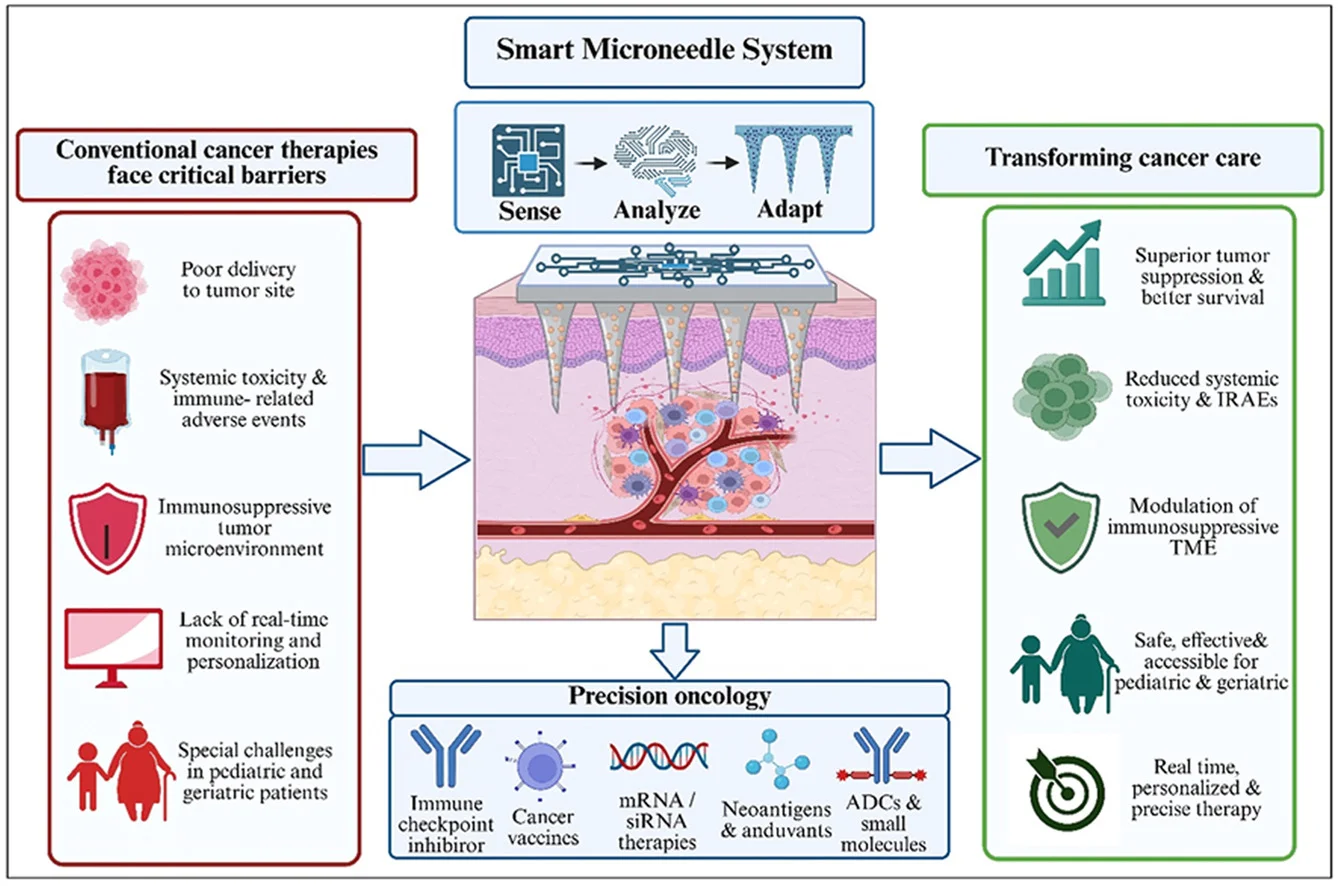 Smart Microneedle System
Sense
Analyze
Adapt
Conventional cancer therapies
face critical barriers
Poor delivery
to tumor site
Systemic toxicity &
immune- related
adverse events
Immunosuppressive
tumor
microenvironment
Lack of real-time
monitoring and
personalization
Special challenges
in pediatric and
geriatric patients
Precision oncology
Immune
checkpoint
inhibiror
Cancer
vaccines
mRNA /
siRNA
therapies
Neoantigens
& anduvants
ADCs &
small
molecules
Transforming cancer care
Superior tumor
suppression &
better survival
Reduced systemic
toxicity & IRAEs
Modulation of
immunosuppressive
TME
Safe, effective&
accessible for
pediatric & geriatric
Real time,
personalized &
precise therapy